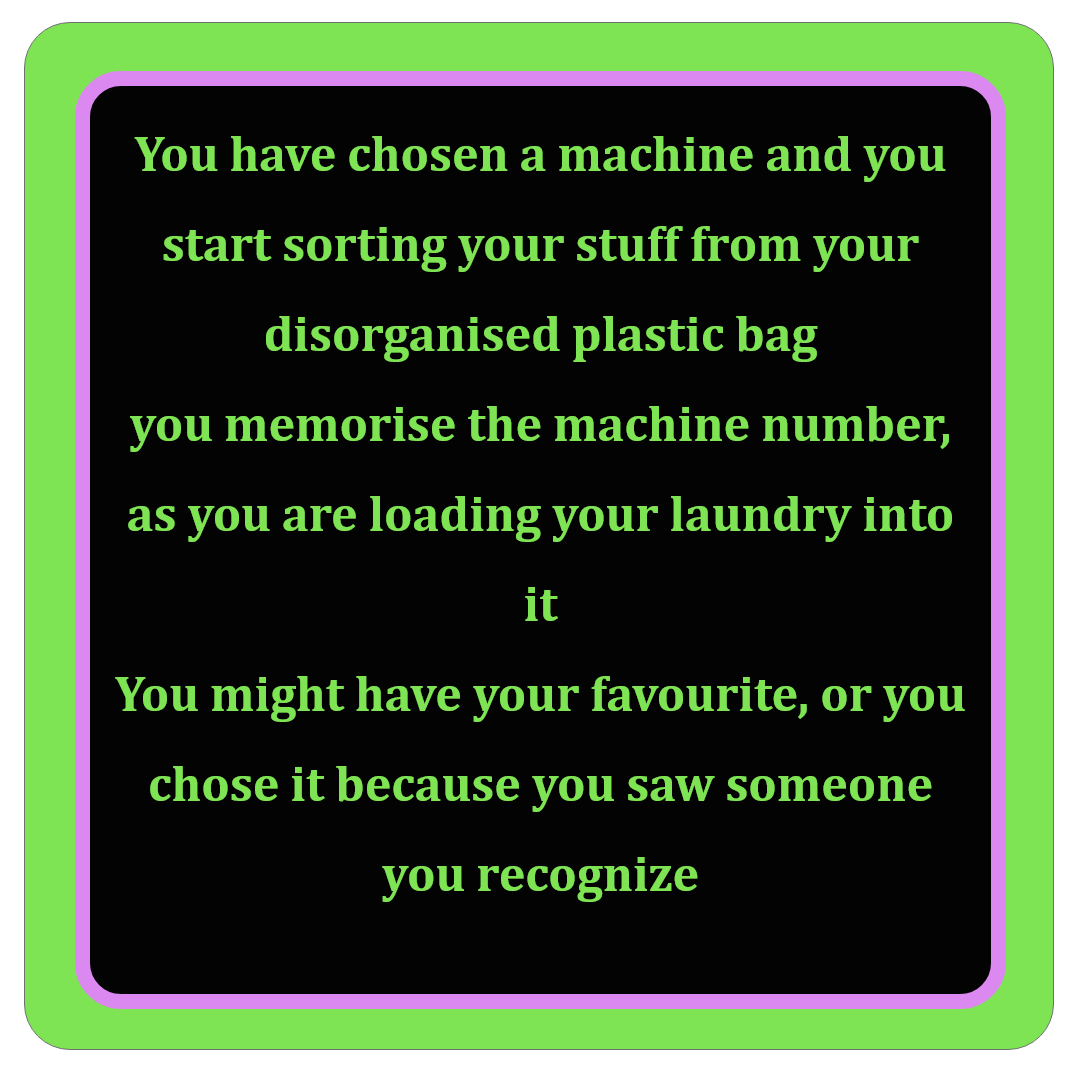 You have chosen a machine and you
start sorting your stuff from your
disorganised plastic bag
you memorise the machine number,
as you are loading your laundry into
it
You might have your favourite, or you
chose it because you saw someone
you recognize